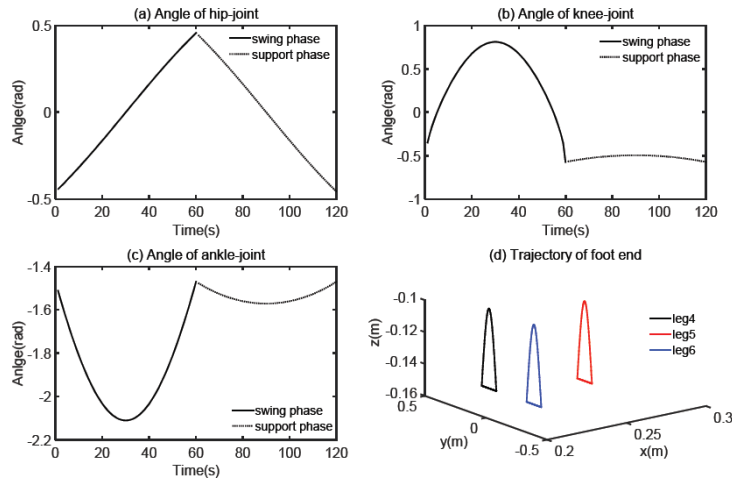 (a) Angle of hip-joint
0.5
0
-0.5
Anlge(rad)
swing phase
support phase
0 20 40 60 80 100 120
Time(s)
(b) Angle of knee-joint
1
0.5
0
-0.5
-1
Anlge(rad)
swing phase
support phase
0 20 40 60 80 100 120
Time(s)
(c) Angle of ankle-joint
-1.4
-1.6
-1.8
-2
-2.2
Anlge(rad)
swing phase
support phase
0 20 40 60 80 100 120
Time(s)
(d) Trajectory of foot end
-0.1
-0.12
-0.14
-0.16
z(m)
leg4
leg5
leg6
0.5
0
-0.5
y(m)
0.2
0.25
0.3
x(m)